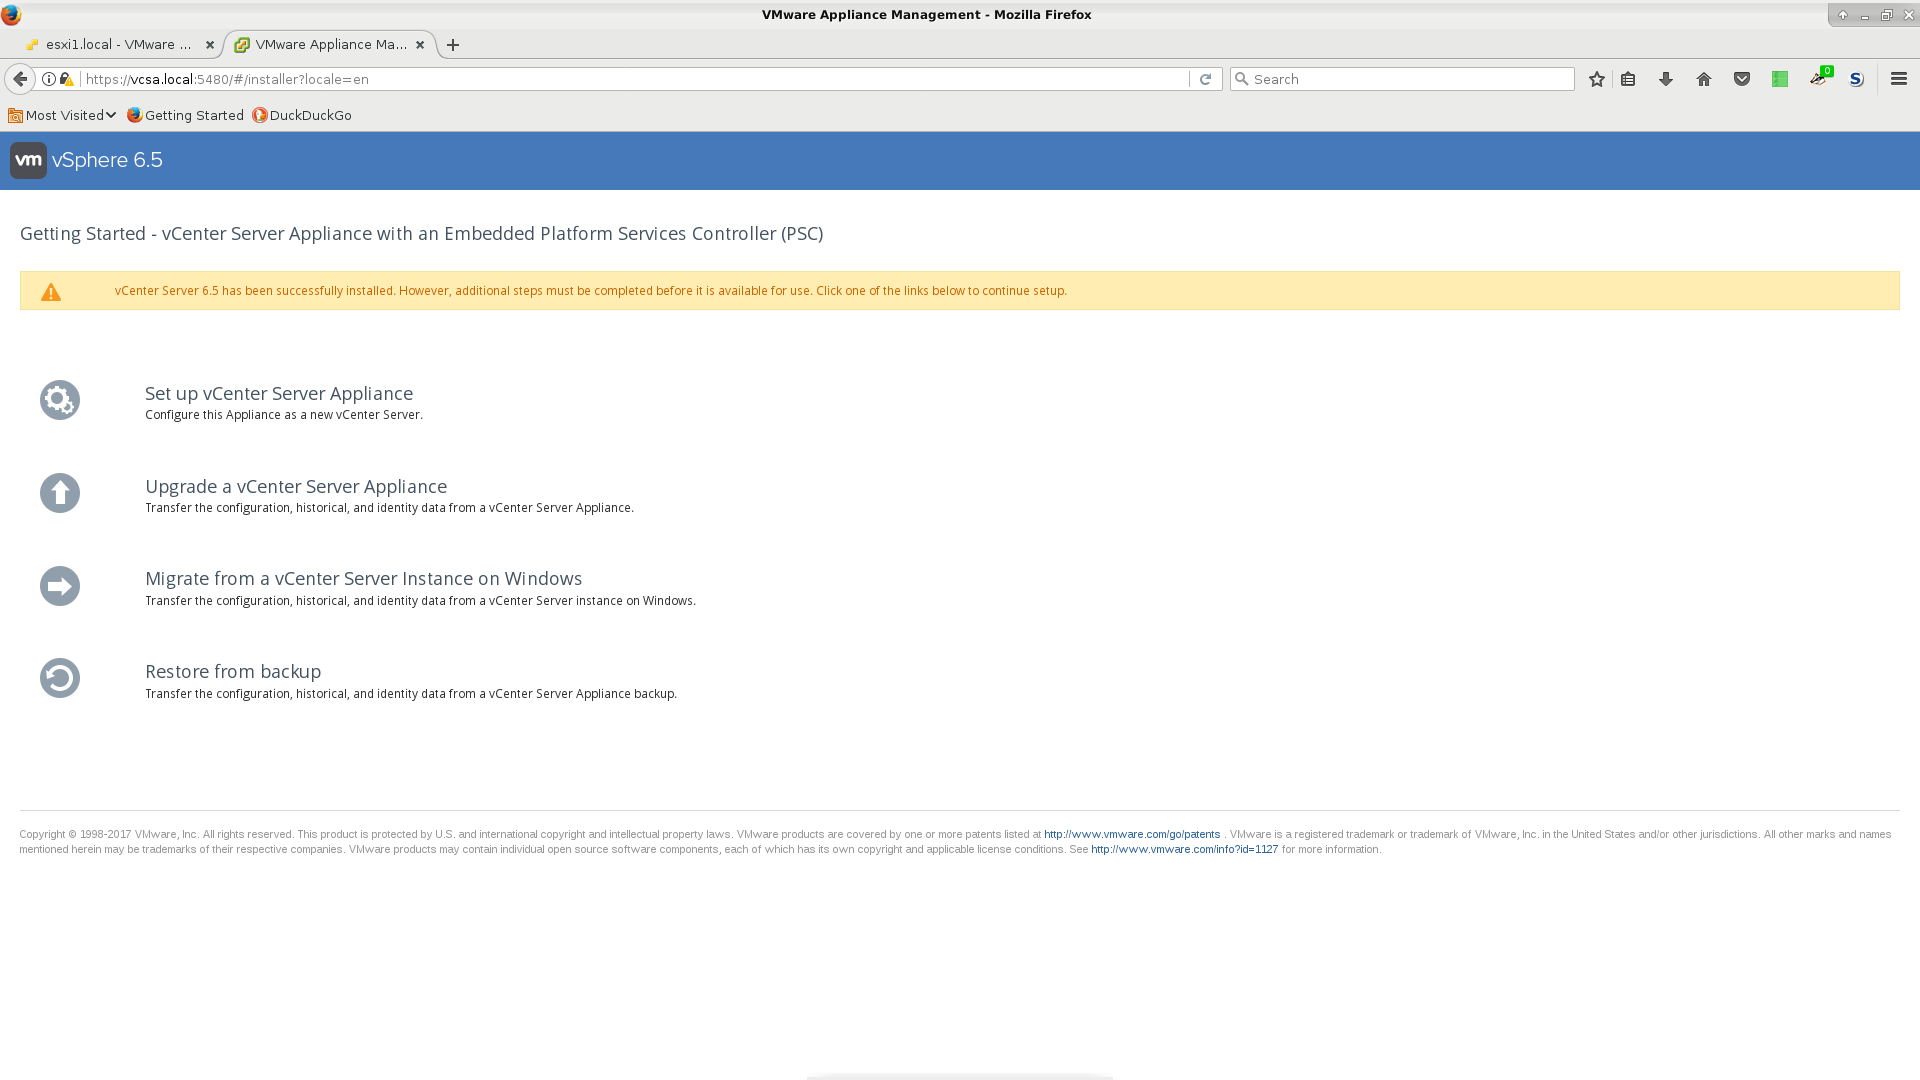 VMware Appliance Management - Mozilla Firefox
esxi1.local - VMware ...
VMware Appliance Ma...
https://vcsa.local:5480/#/installer?locale=en
Search
0
S
Most Visited
Getting Started
DuckDuckGo
vm vSphere 6.5
Getting Started - vCenter Server Appliance with an Embedded Platform Services Controller (PSC)
vCenter Server 6.5 has been successfully installed. However, additional steps must be completed before it is available for use. Click one of the links below to continue setup.
Set up vCenter Server Appliance
Configure this Appliance as a new vCenter Server.
Upgrade a vCenter Server Appliance
Transfer the configuration, historical, and identity data from a vCenter Server Appliance.
Migrate from a vCenter Server Instance on Windows
Transfer the configuration, historical, and identity data from a vCenter Server instance on Windows.
Restore from backup
Transfer the configuration, historical, and identity data from a vCenter Server Appliance backup.
Copyright © 1998-2017 VMware, Inc. All rights reserved. This product is protected by U.S. and international copyright and intellectual property laws. VMware products are covered by one or more patents listed at http://www.vmware.com/go/patents . VMware is a registered trademark or trademark of VMware, Inc. in the United States and/or other jurisdictions. All other marks and names
mentioned herein may be trademarks of their respective companies. VMware products may contain individual open source software components, each of which has its own copyright and applicable license conditions. See http://www.vmware.com/info?id=1127 for more information.